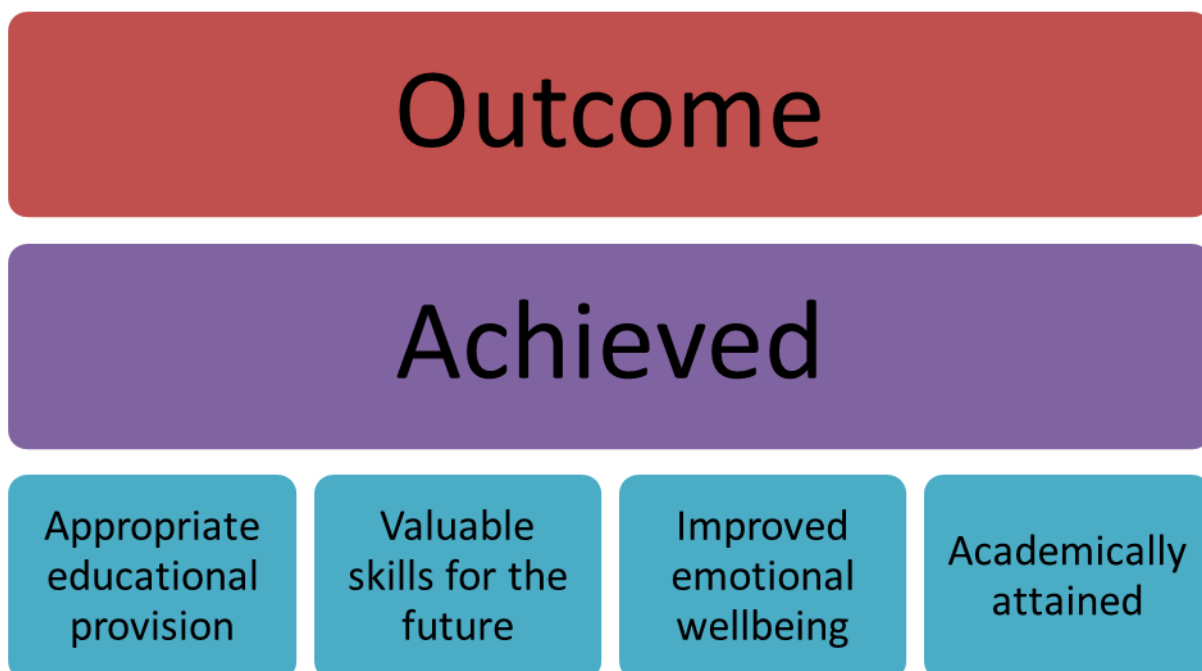 Outcome
Achieved
Appropriate
educational
provision
Valuable
skills for the
future
Improved
emotional
wellbeing
Academically
attained